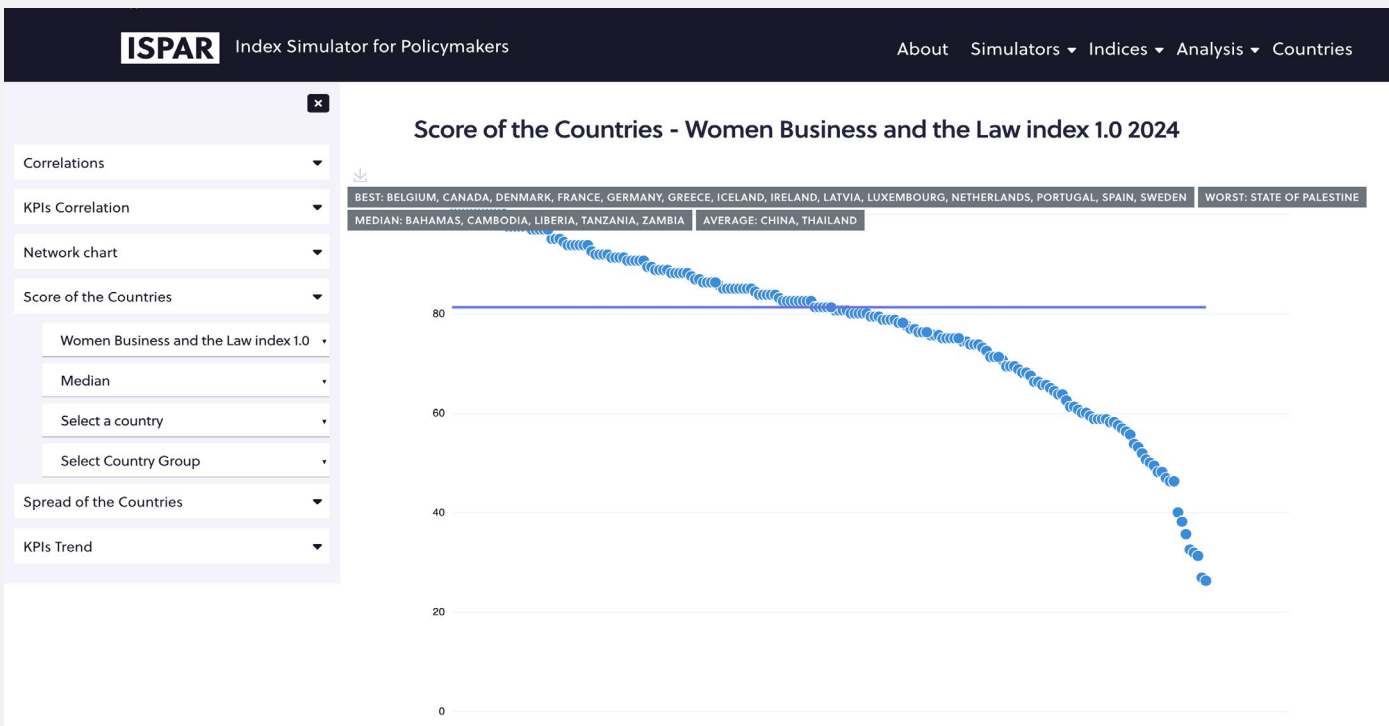 ISPAR Index Simulator for Policymakers
About Simulators Indices Analysis Countries
Score of the Countries - Women Business and the Law index 1.0 2024
Correlations
KPIs Correlation
Network chart
Score of the Countries
Women Business and the Law index 1.0
Median
Select a country
Select Country Group
Spread of the Countries
KPIs Trend
BEST: BELGIUM, CANADA, DENMARK, FRANCE, GERMANY, GREECE, ICELAND, IRELAND, LATVIA, LUXEMBOURG, NETHERLANDS, PORTUGAL, SPAIN, SWEDEN WORST: STATE OF PALESTINE
MEDIAN: BAHAMAS, CAMBODIA, LIBERIA, TANZANIA, ZAMBIA AVERAGE: CHINA, THAILAND
80
60
40
20
0